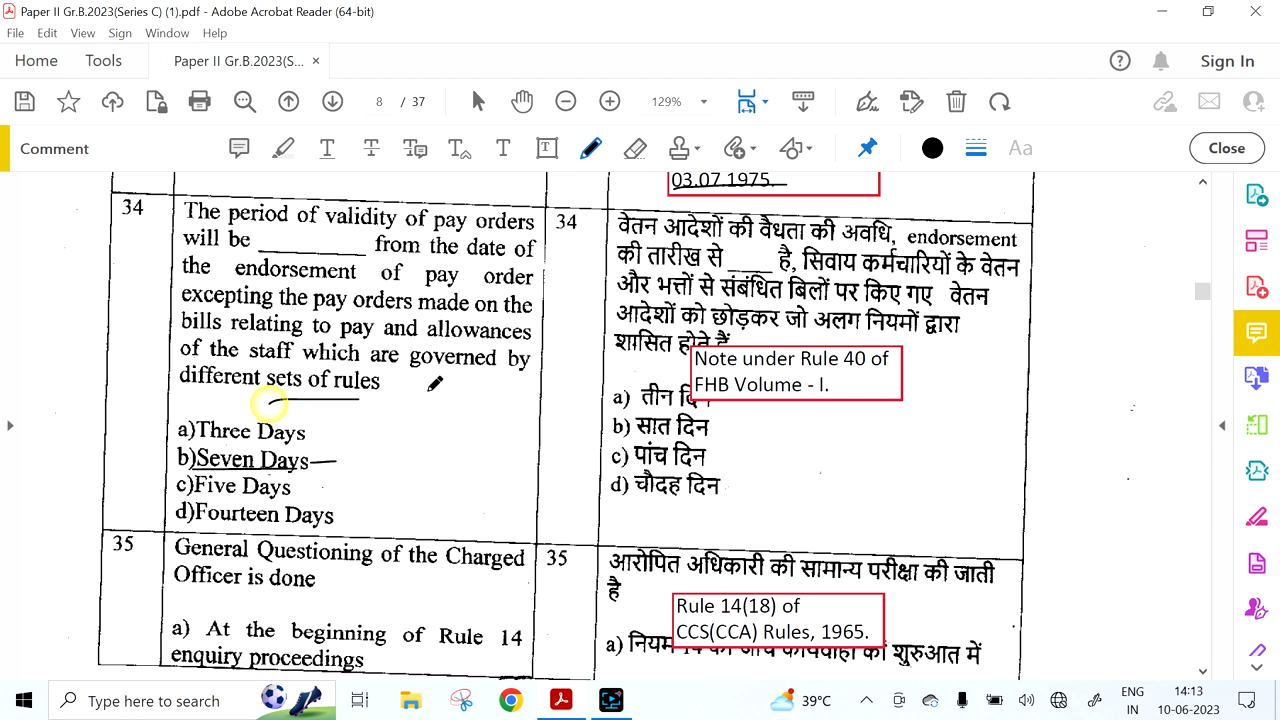 Paper II Gr.B.2023(Series C) (1).pdf - Adobe Acrobat Reader (64-bit)
File Edit View Sign Window Help
Home Tools Paper II Gr.B.2023(S... × Sign In
8 / 37 129%
Comment Aa Close
03.07.1975.
34 The period of validity of pay orders
will be __________ from the date of
the endorsement of pay order
excepting the pay orders made on the
bills relating to pay and allowances
of the staff which are governed by
different sets of rules
a)Three Days
b)Seven Days
c)Five Days
d)Fourteen Days
34 वेतन आदेशों की वैधता की अवधि, endorsement
की तारीख से ____ है, सिवाय कर्मचारियों के वेतन
और भत्तों से संबंधित बिलों पर किए गए वेतन
आदेशों को छोड़कर जो अलग नियमों द्वारा
शासित होते हैं
Note under Rule 40 of
FHB Volume - I.
a) तीन दिन
b) सात दिन
c) पांच दिन
d) चौदह दिन
35 General Questioning of the Charged
Officer is done
a) At the beginning of Rule 14
enquiry proceedings
35 आरोपित अधिकारी की सामान्य परीक्षा की जाती
है
Rule 14(18) of
CCS(CCA) Rules, 1965.
a) नियम 14 की जांच कार्यवाही की शुरुआत में
Type here to search
39°C
ENG
IN
14:13
10-06-2023